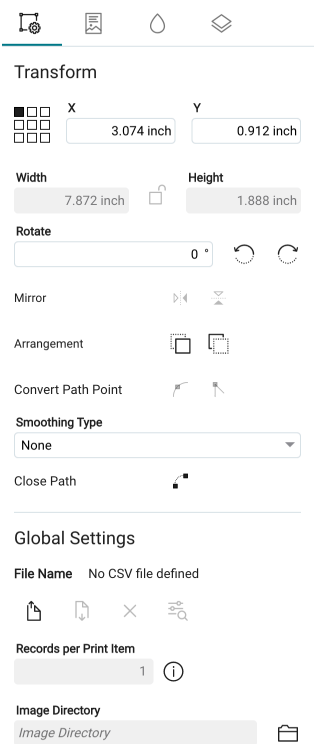 Transform
X
Y
3.074 inch
0.912 inch
Width
Height
7.872 inch
1.888 inch
Rotate
0 °
Mirror
Arrangement
Convert Path Point
Smoothing Type
None
Close Path
Global Settings
File Name No CSV file defined
Records per Print Item
1
Image Directory
Image Directory